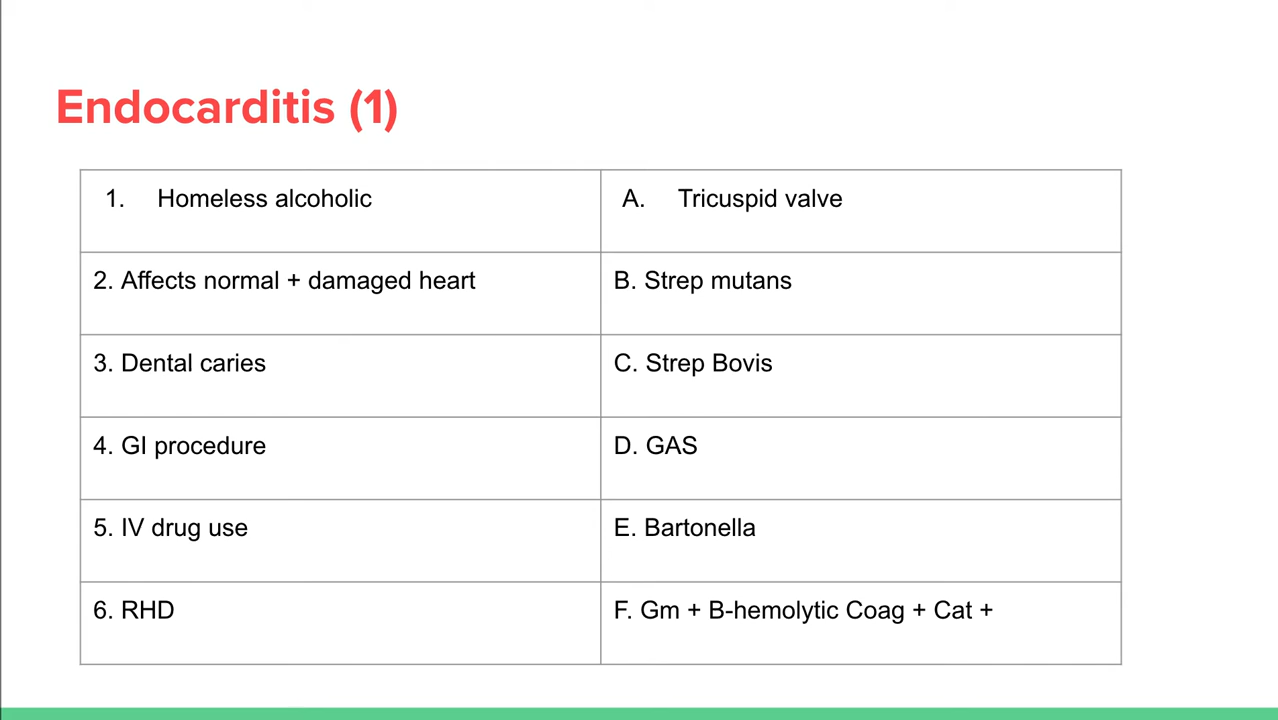 Endocarditis (1)
1. Homeless alcoholic
A. Tricuspid valve
2. Affects normal + damaged heart
B. Strep mutans
3. Dental caries
C. Strep Bovis
4. GI procedure
D. GAS
5. IV drug use
E. Bartonella
6. RHD
F. Gm + B-hemolytic Coag + Cat +